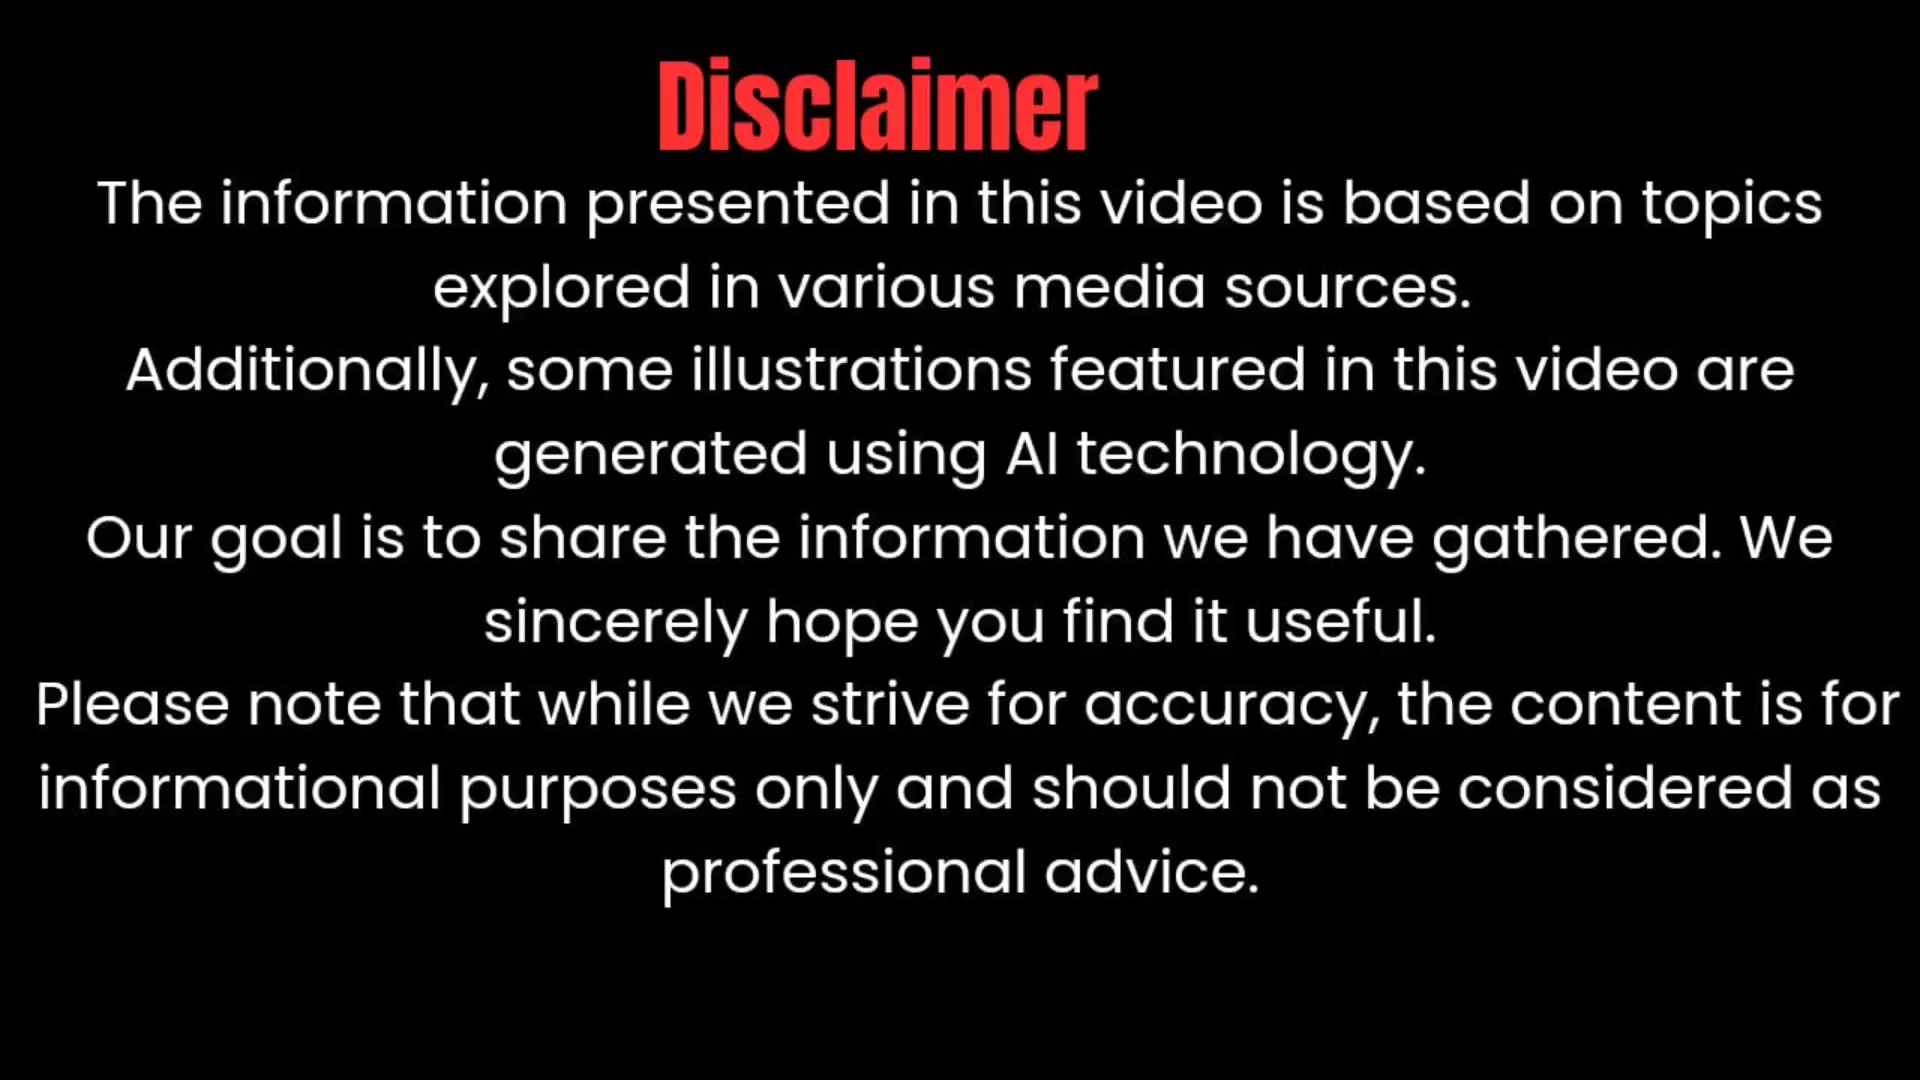 Disclaimer
The information presented in this video is based on topics
explored in various media sources.
Additionally, some illustrations featured in this video are
generated using AI technology.
Our goal is to share the information we have gathered. We
sincerely hope you find it useful.
Please note that while we strive for accuracy, the content is for
informational purposes only and should not be considered as
professional advice.